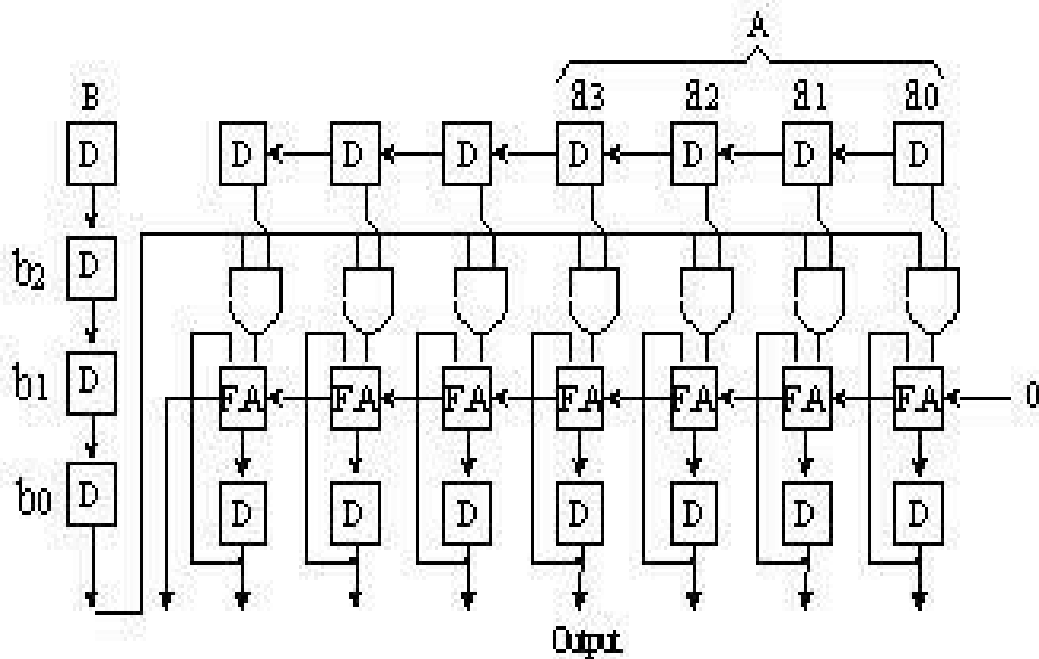 A
B a3 a2 a1 a0
D D D D D D D D
b2 D
b1 D
FA FA FA FA FA FA FA 0
b0 D
D D D D D D D
Output